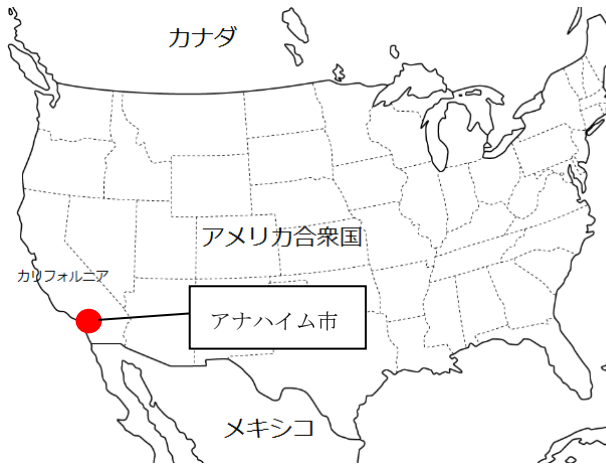 カナダ
アメリカ合衆国
カリフォルニア
アナハイム市
メキシコ